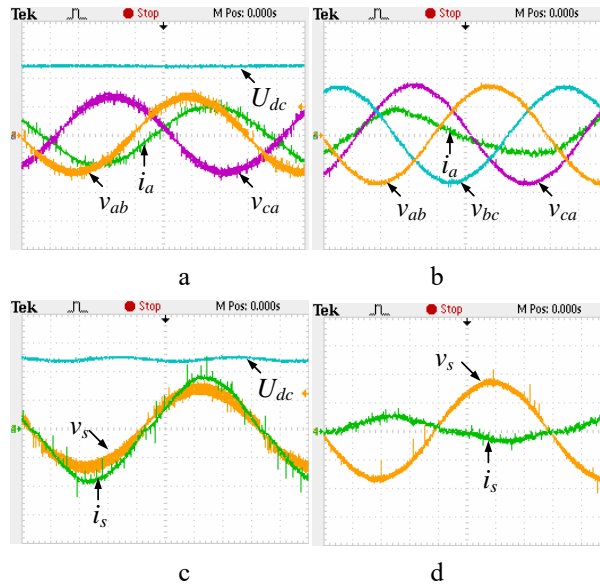 Tek Stop M Pos: 0.000s
U_dc
i_a
v_ab
v_ca
a
Tek Stop M Pos: 0.000s
i_a
v_ab
v_bc
v_ca
b
Tek Stop M Pos: 0.000s
U_dc
v_s
i_s
c
Tek Stop M Pos: 0.000s
v_s
i_s
d